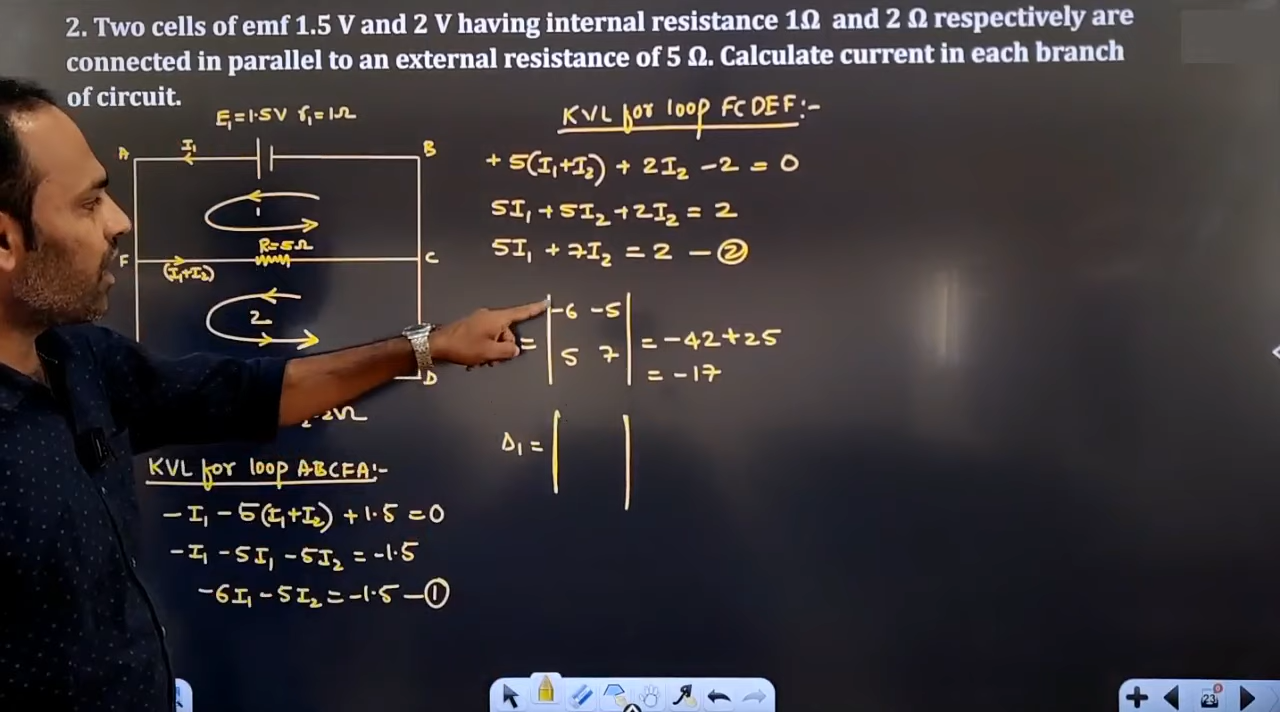 2. Two cells of emf 1.5 V and 2 V having internal resistance 1Ω and 2 Ω respectively are
connected in parallel to an external resistance of 5 Ω. Calculate current in each branch
of circuit.
E₁=1.5V r₁=1Ω
A I₁ B
1
R=5Ω
F (I₁+I₂) C
2
D
2Ω
KVL for loop ABCFA:-
-I₁ - 5(I₁+I₂) + 1.5 = 0
-I₁ - 5I₁ - 5I₂ = -1.5
-6I₁ - 5I₂ = -1.5 - ①
KVL for loop FCDEF:-
+ 5(I₁+I₂) + 2I₂ - 2 = 0
5I₁ + 5I₂ + 2I₂ = 2
5I₁ + 7I₂ = 2 - ②
= | -6 -5 | = -42 + 25
| 5 7 | = -17
Δ₁ = | |
23